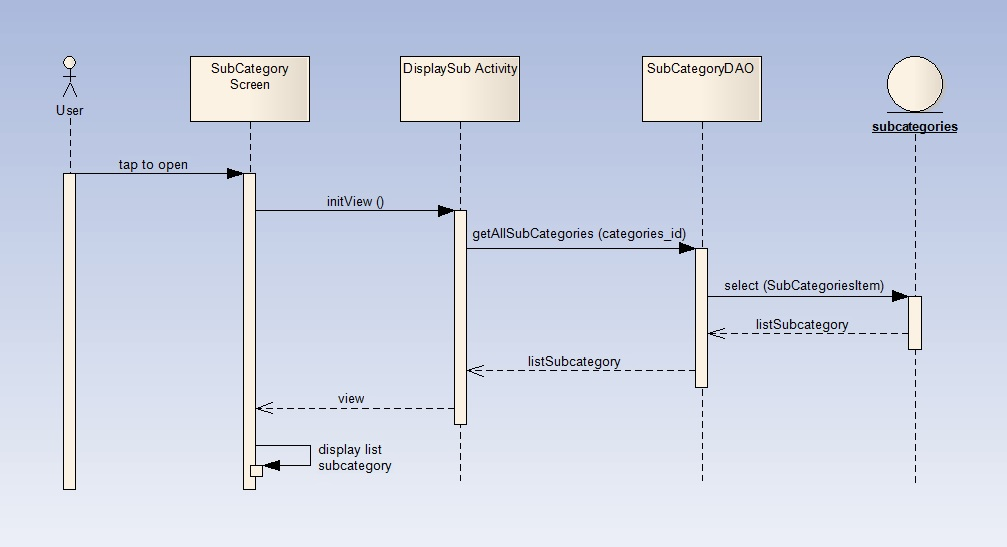 SubCategory
Screen
DisplaySub Activity
SubCategoryDAO
User
subcategories
tap to open
initView ()
getAllSubCategories (categories_id)
select (SubCategoriesItem)
listSubcategory
listSubcategory
view
display list
subcategory